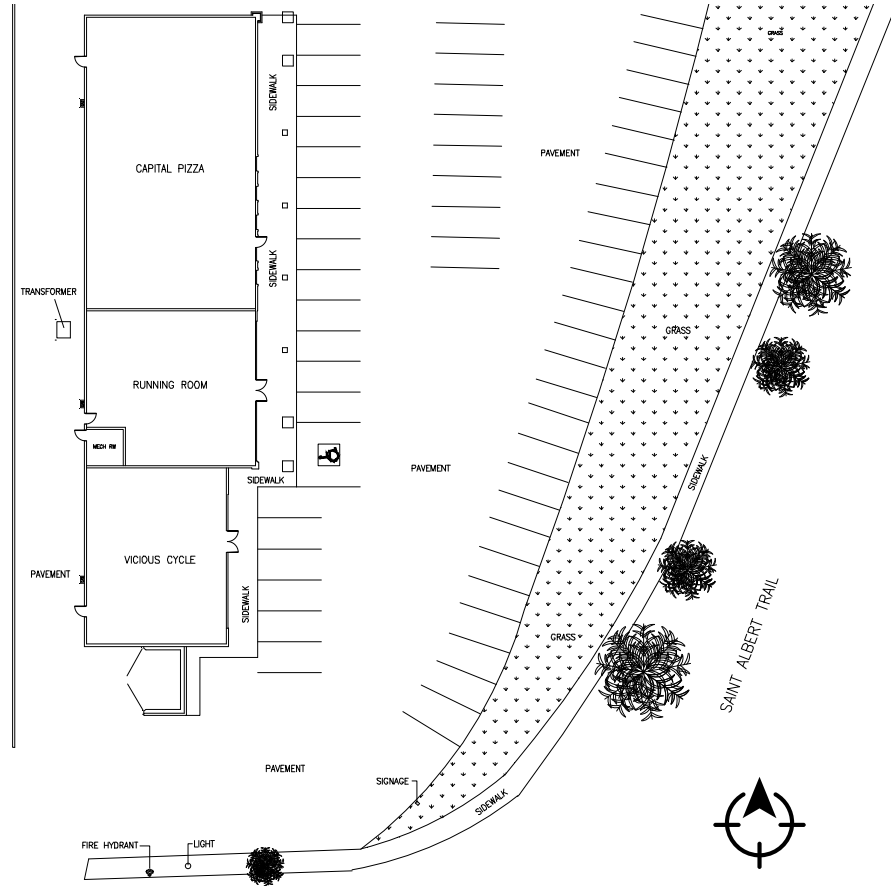 GRASS
SIDEWALK
PAVEMENT
CAPITAL PIZZA
SIDEWALK
TRANSFORMER
GRASS
RUNNING ROOM
MECH RM
PAVEMENT
SIDEWALK
SIDEWALK
VICIOUS CYCLE
PAVEMENT
SIDEWALK
SAINT ALBERT TRAIL
GRASS
PAVEMENT
SIGNAGE
SIDEWALK
FIRE HYDRANT
LIGHT